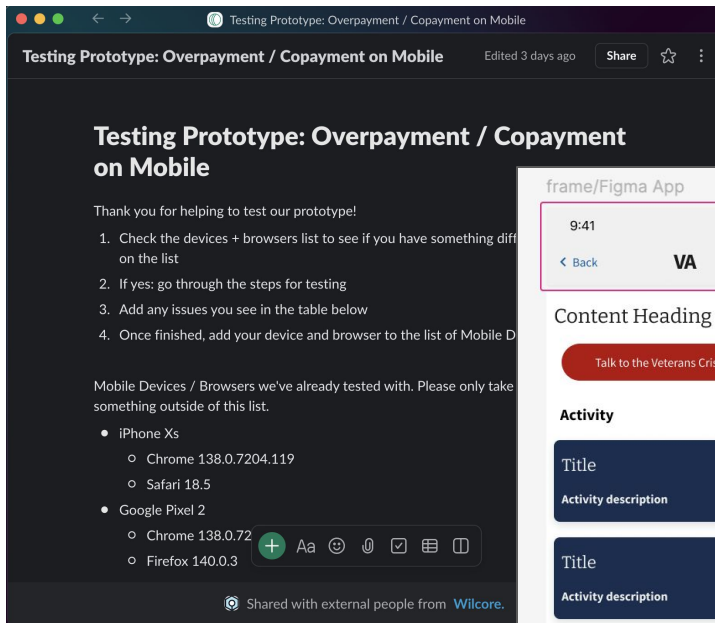 Testing Prototype: Overpayment / Copayment on Mobile
Testing Prototype: Overpayment / Copayment on Mobile
Edited 3 days ago
Share
Testing Prototype: Overpayment / Copayment
on Mobile
Thank you for helping to test our prototype!
1. Check the devices + browsers list to see if you have something diff
on the list
2. If yes: go through the steps for testing
3. Add any issues you see in the table below
4. Once finished, add your device and browser to the list of Mobile D
Mobile Devices / Browsers we've already tested with. Please only take
something outside of this list.
• iPhone Xs
Chrome 138.0.7204.119
Safari 18.5
• Google Pixel 2
Chrome 138.0.72
Firefox 140.0.3
Aa
Shared with external people from Wilcore.
frame/Figma App
9:41
Back
VA
Content Heading
Talk to the Veterans Cris
Activity
Title
Activity description
Title
Activity description